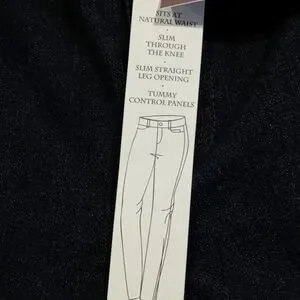 SITS AT
NATURAL WAIST
SLIM
THROUGH
THE KNEE
SLIM STRAIGHT
LEG OPENING
TUMMY
CONTROL PANELS